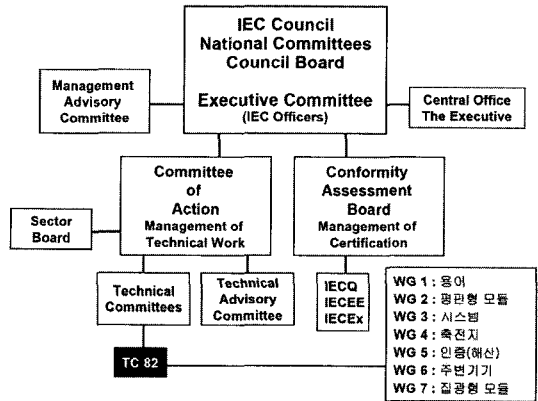 IEC Council
National Committees
Council Board
Executive Committee
(IEC Officers)
Management
Advisory
Committee
Central Office
The Executive
Committee
of
Action
Management of
Technical Work
Conformity
Assessment
Board
Management of
Certification
Sector
Board
Technical
Committees
Technical
Advisory
Committee
IECQ
IECEE
IECEx
TC 82
WG 1 : 용어
WG 2 : 평판형 모듈
WG 3 : 시스템
WG 4 : 축전지
WG 5 : 인증(해산)
WG 6 : 주변기기
WG 7 : 집광형 모듈